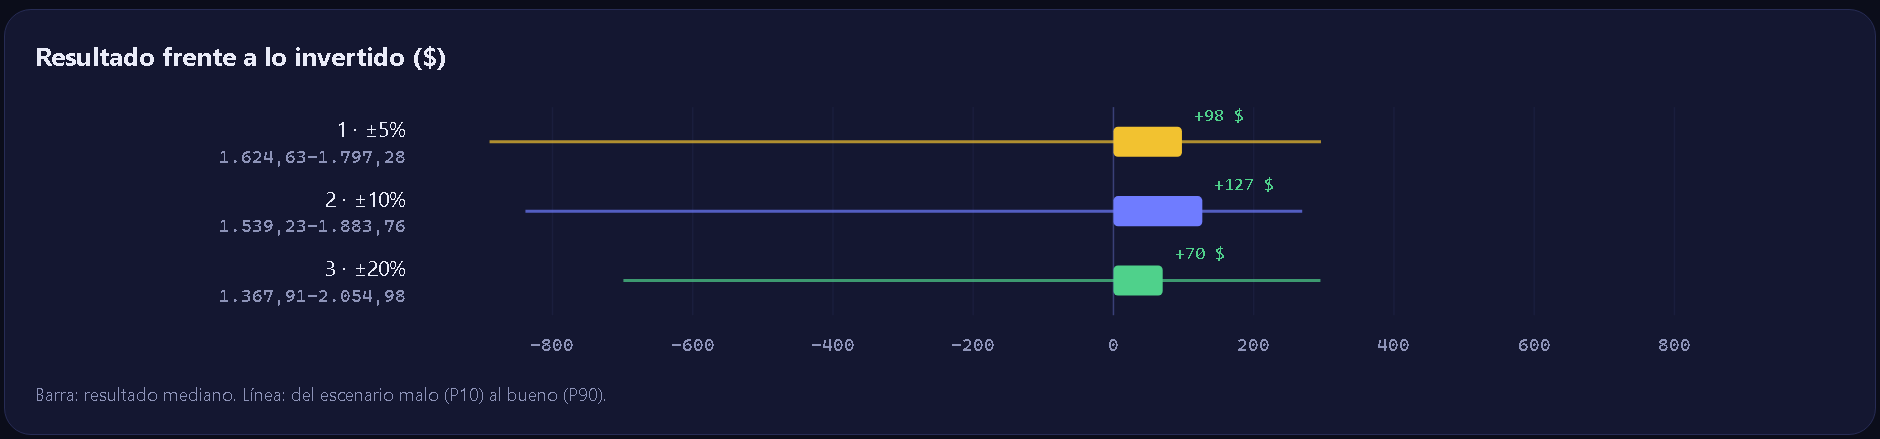 Resultado frente a lo invertido ($)
+98 $
1 · ±5%
1.624,63–1.797,28
+127 $
2 · ±10%
1.539,23–1.883,76
+70 $
3 · ±20%
1.367,91–2.054,98
−800 −600 −400 −200 0 200 400 600 800
Barra: resultado mediano. Línea: del escenario malo (P10) al bueno (P90).